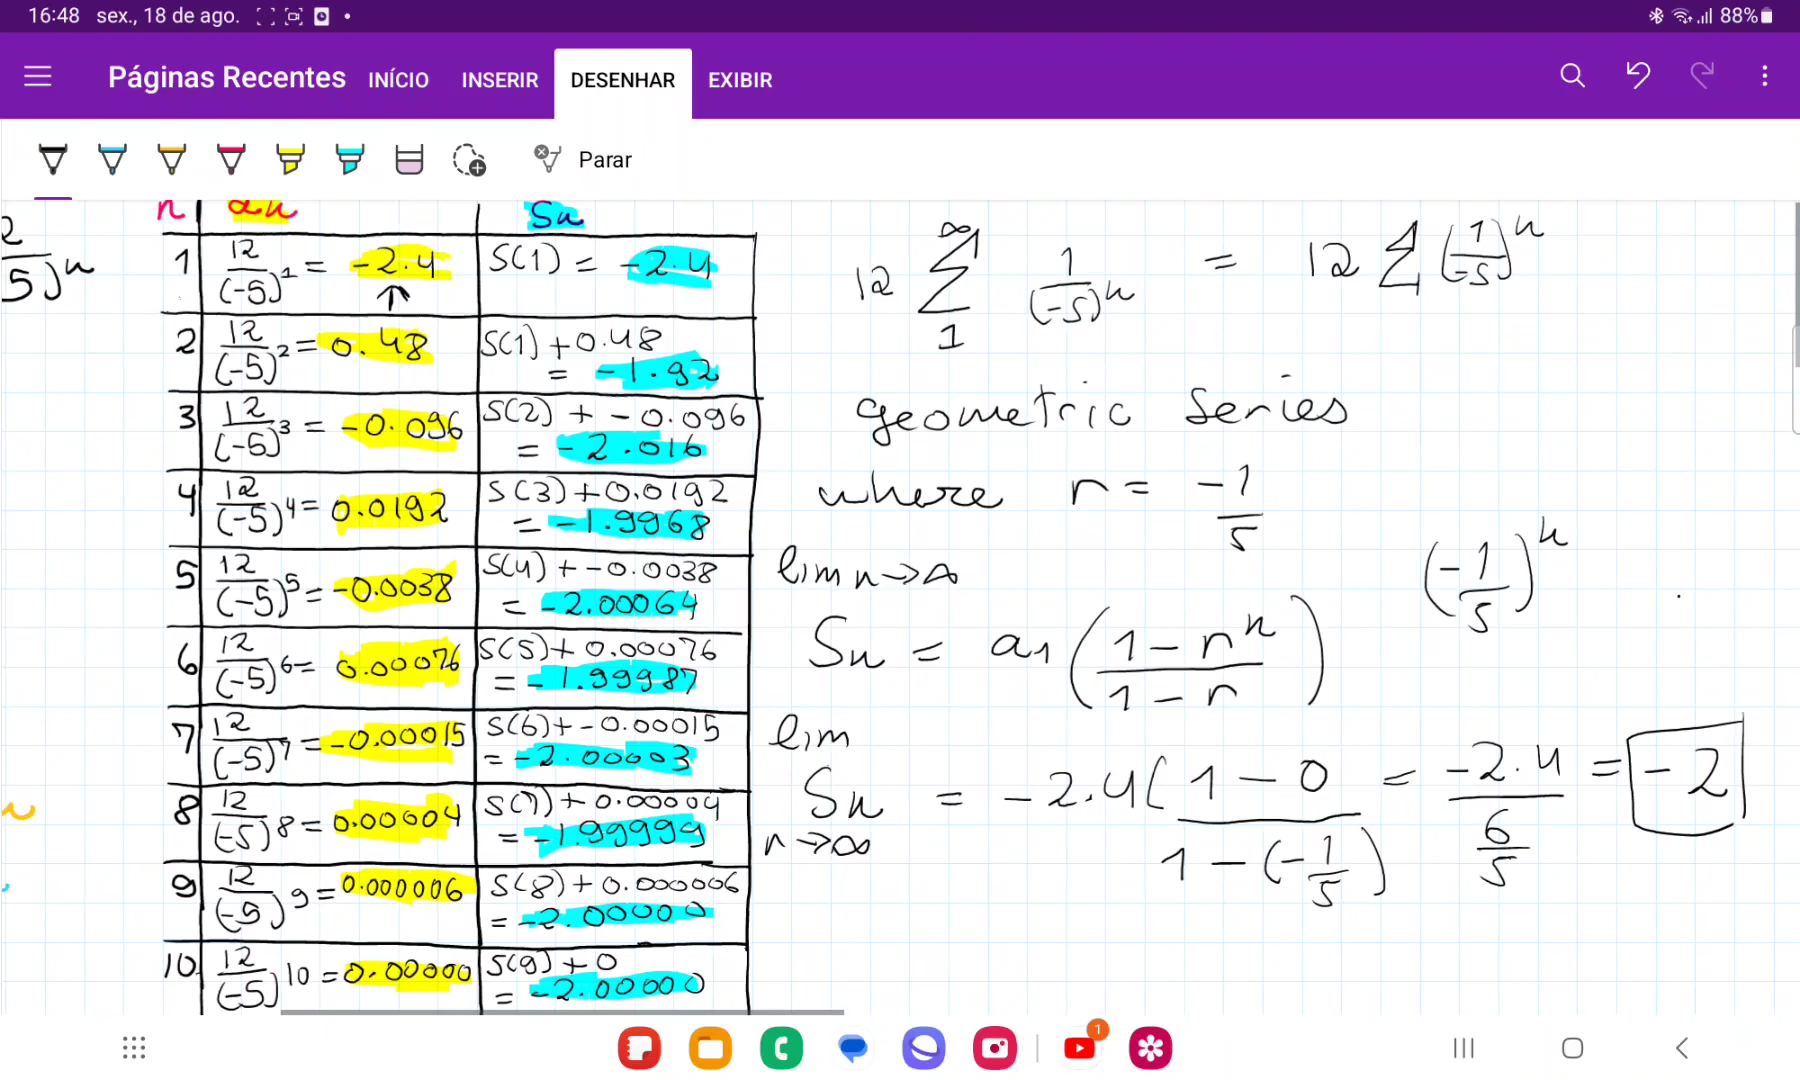 16:48 sex., 18 de ago. 88%
Páginas Recentes INÍCIO INSERIR DESENHAR EXIBIR
Parar
n an Sn
2
(5)^n
1 12/(-5)^1 = -2.4 S(1) = -2.4
↑
2 12/(-5)^2 = 0.48 S(1) + 0.48
= -1.92
3 12/(-5)^3 = -0.096 S(2) + -0.096
= -2.016
4 12/(-5)^4 = 0.0192 S(3) + 0.0192
= -1.9968
5 12/(-5)^5 = -0.0038 S(4) + -0.0038
= -2.00064
6 12/(-5)^6 = 0.00076 S(5) + 0.00076
= -1.99987
7 12/(-5)^7 = -0.00015 S(6) + -0.00015
= -2.00003
8 12/(-5)^8 = 0.00004 S(7) + 0.00004
= -1.99999
9 12/(-5)^9 = 0.000006 S(8) + 0.000006
= -2.00000
10 12/(-5)^10 = 0.00000 S(9) + 0
= -2.00000
12 ∑_1^∞ 1/(-5)^n = 12 ∑ (1/-5)^n
geometric series
where r = -1/5
lim n→∞ (-1/5)^n
Sn = a1 ((1 - r^n)/(1 - r))
lim
Sn = -2.4 ((1 - 0)/(1 - (-1/5))) = -2.4/(6/5) = -2
n→∞
1